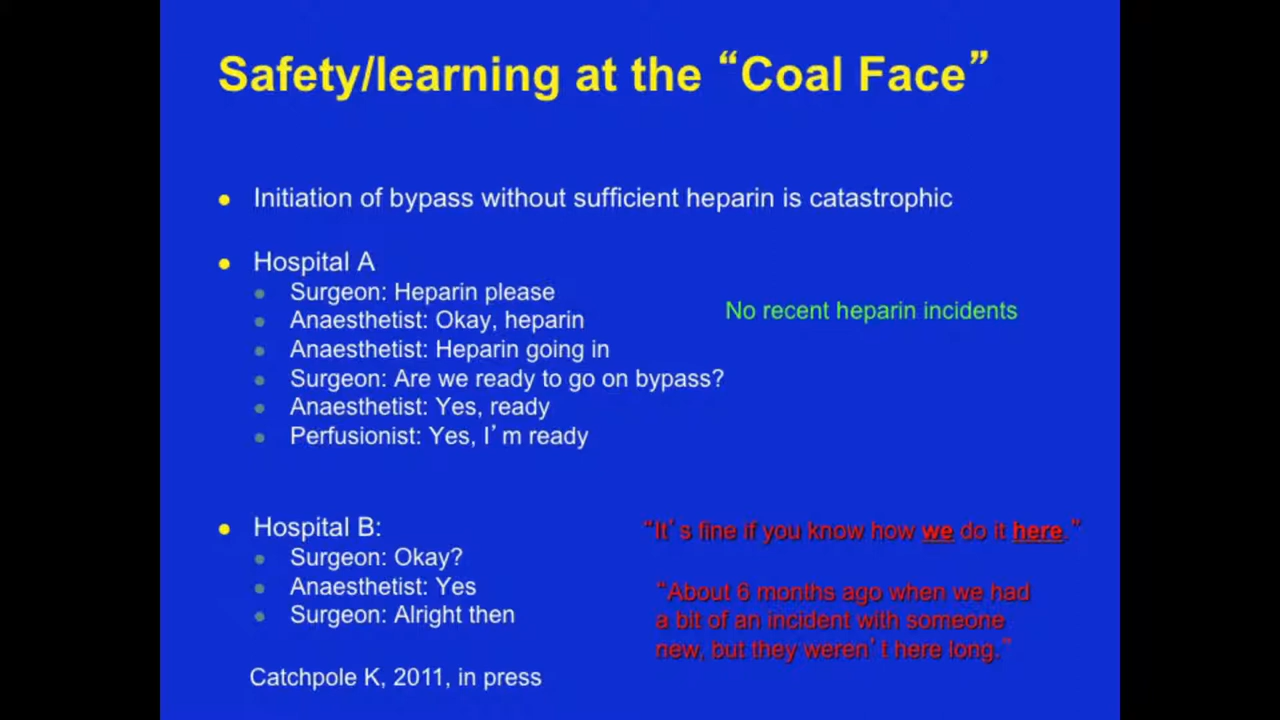 Safety/learning at the “Coal Face”
Initiation of bypass without sufficient heparin is catastrophic
Hospital A
Surgeon: Heparin please
Anaesthetist: Okay, heparin
Anaesthetist: Heparin going in
Surgeon: Are we ready to go on bypass?
Anaesthetist: Yes, ready
Perfusionist: Yes, I’m ready
No recent heparin incidents
Hospital B:
Surgeon: Okay?
Anaesthetist: Yes
Surgeon: Alright then
“It’s fine if you know how we do it here.”
“About 6 months ago when we had
a bit of an incident with someone
new, but they weren’t here long.”
Catchpole K, 2011, in press